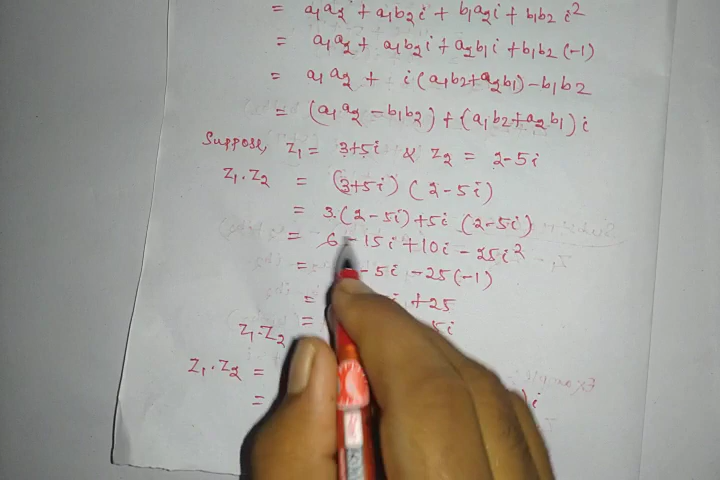 = a₁a₂ + a₁b₂i + b₁a₂i + b₁b₂ i²
= a₁a₂ + a₁b₂i + a₂b₁i + b₁b₂(-1)
= a₁a₂ + i(a₁b₂+a₂b₁)-b₁b₂
= (a₁a₂ - b₁b₂) + (a₁b₂+a₂b₁)i
Suppose, Z₁ = 3+5i & Z₂ = 2-5i
Z₁.Z₂ = (3+5i) (2-5i)
= 3.(2-5i)+5i (2-5i)
= 6-15i+10i-25i²
= -5i-25(-1)
= i +25
Z₁.Z₂ = 5i
Z₁.Z₂ =
= )i